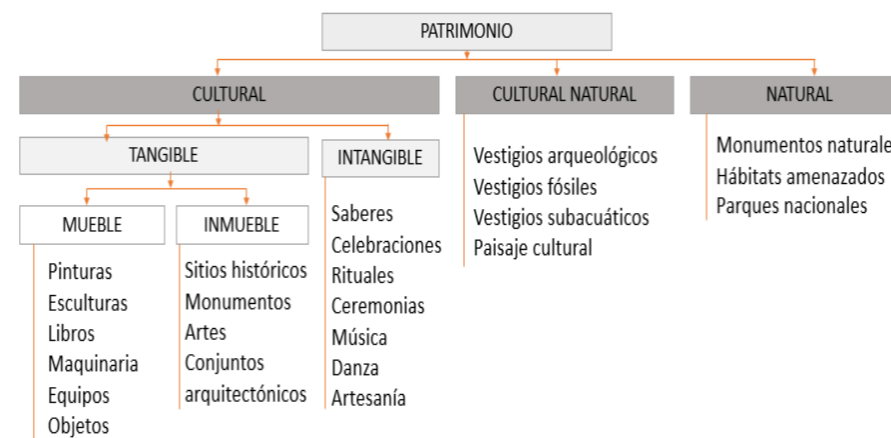 PATRIMONIO
CULTURAL
CULTURAL NATURAL
NATURAL
TANGIBLE
INTANGIBLE
MUEBLE
INMUEBLE
Pinturas
Esculturas
Libros
Maquinaria
Equipos
Objetos
Sitios históricos
Monumentos
Artes
Conjuntos
arquitectónicos
Saberes
Celebraciones
Rituales
Ceremonias
Música
Danza
Artesanía
Vestigios arqueológicos
Vestigios fósiles
Vestigios subacuáticos
Paisaje cultural
Monumentos naturale
Hábitats amenazados
Parques nacionales